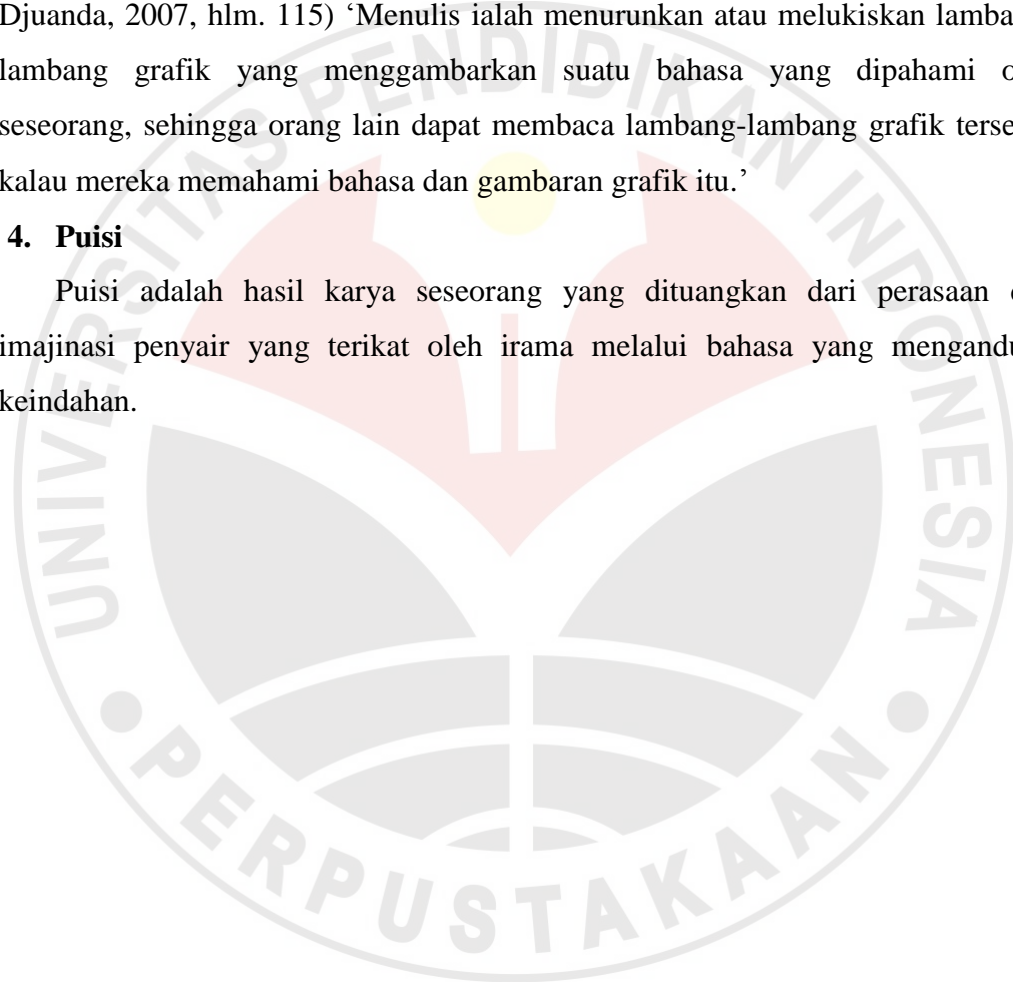 Djuanda, 2007, hlm. 115) ‘Menulis ialah menurunkan atau melukiskan lamba
lambang grafik yang menggambarkan suatu bahasa yang dipahami o
seseorang, sehingga orang lain dapat membaca lambang-lambang grafik terse
kalau mereka memahami bahasa dan gambaran grafik itu.’
4. Puisi
Puisi adalah hasil karya seseorang yang dituangkan dari perasaan
imajinasi penyair yang terikat oleh irama melalui bahasa yang mengandu
keindahan.
UNIVERSITAS PENDIDIKAN INDONESIA
PERPUSTAKAAN